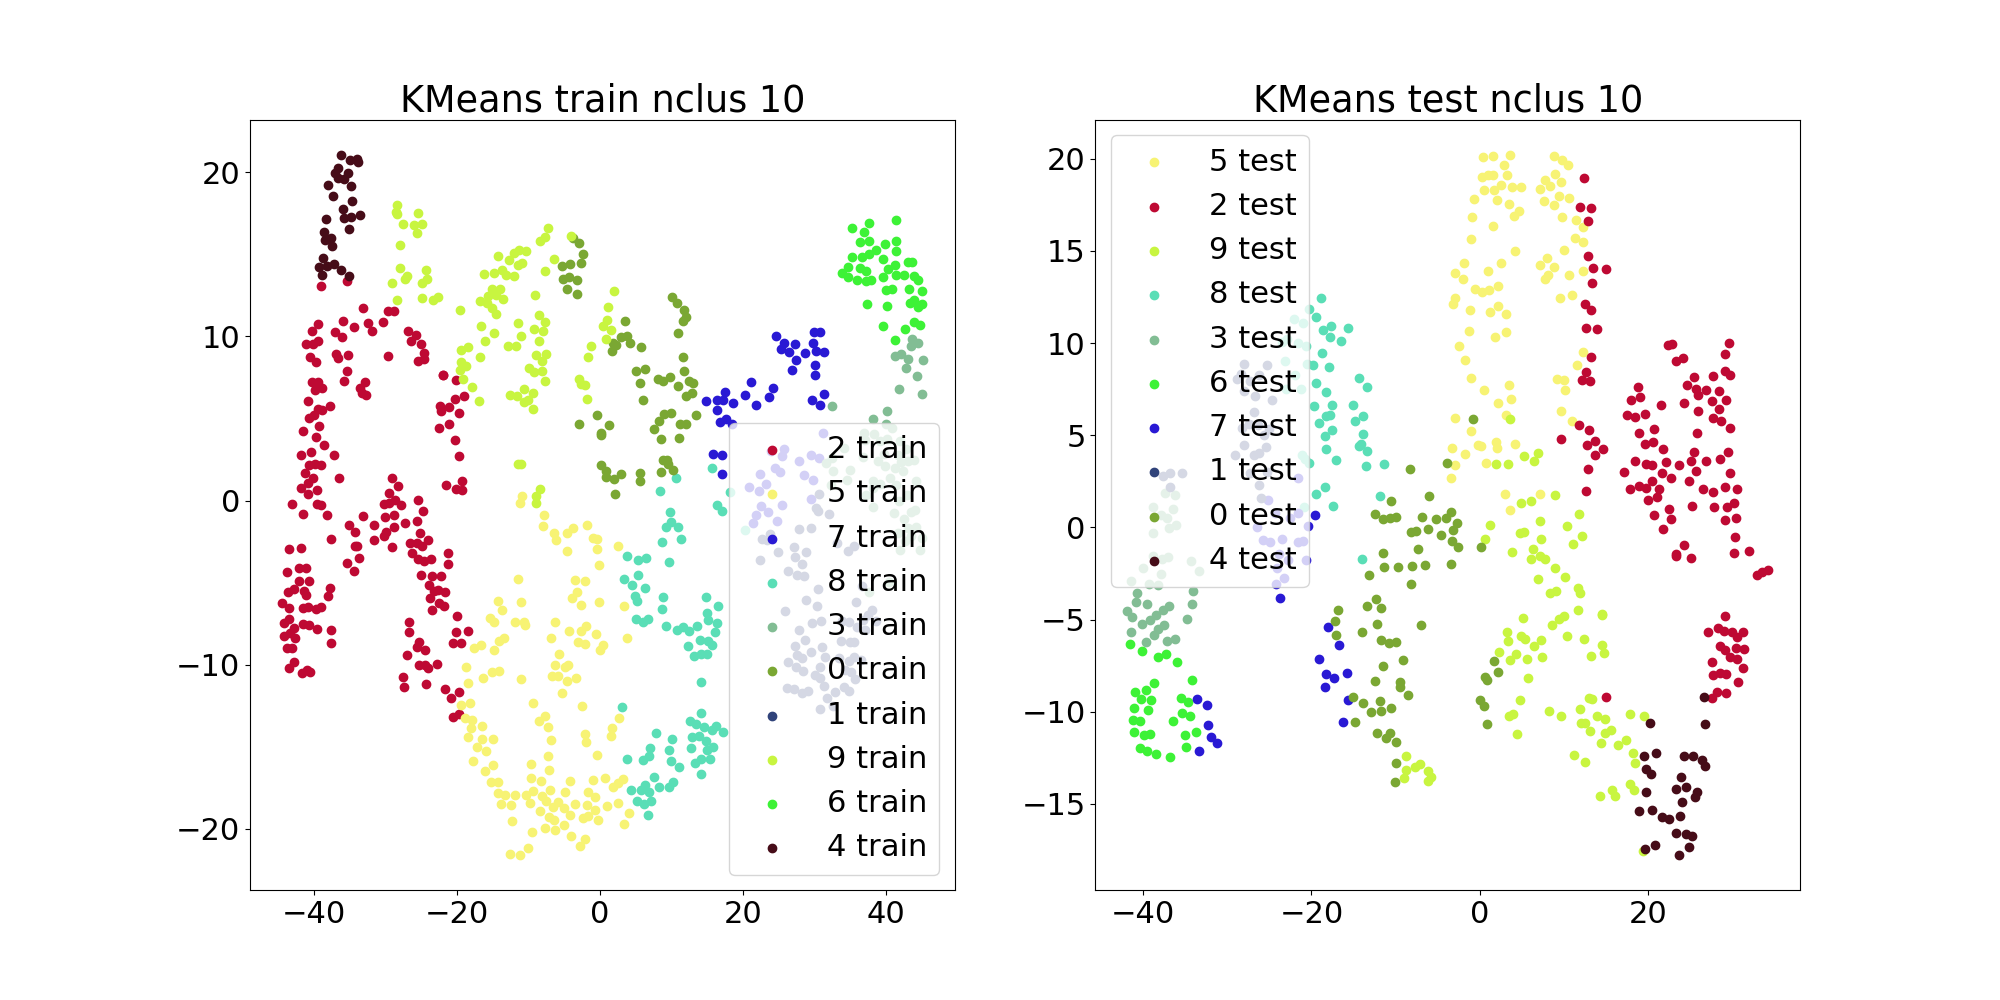 KMeans train nclus 10
20
10
0
−10
−20
−40
−20
0
20
40
2 train
5 train
7 train
8 train
3 train
0 train
1 train
9 train
6 train
4 train
KMeans test nclus 10
20
15
10
5
0
−5
−10
−15
−40
−20
0
20
5 test
2 test
9 test
8 test
3 test
6 test
7 test
1 test
0 test
4 test